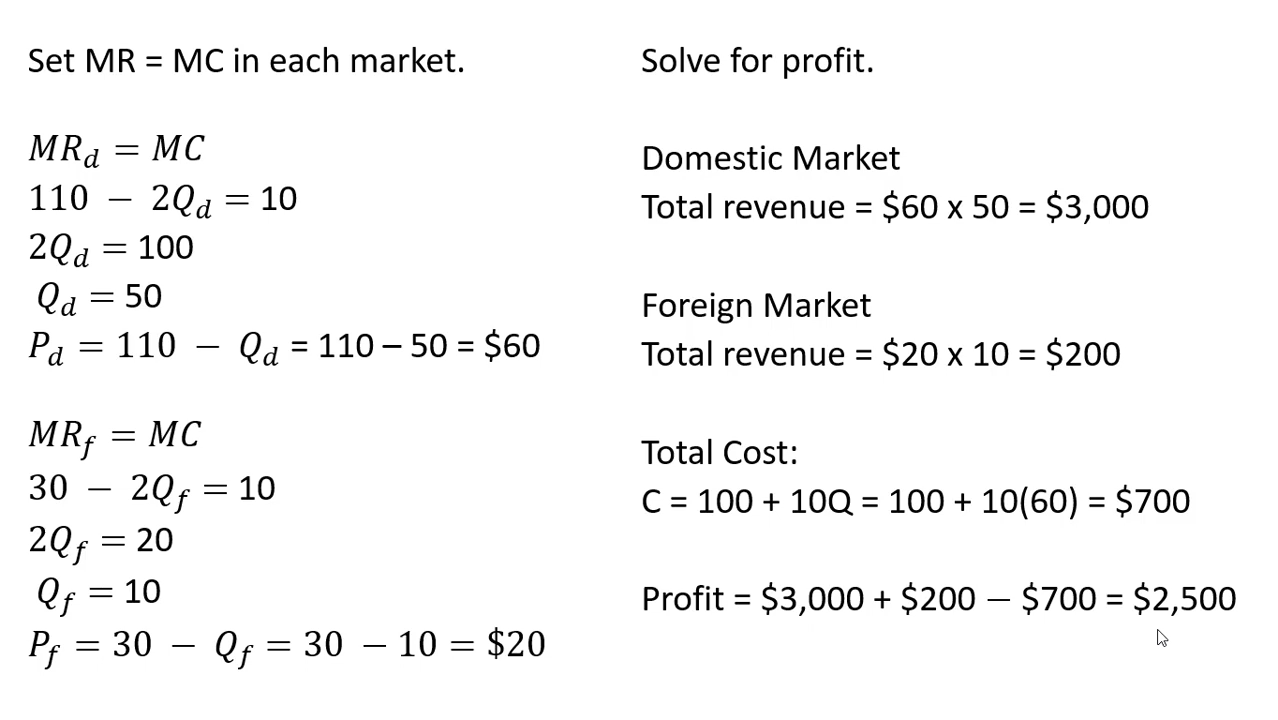 Set MR = MC in each market.
MR_d = MC
110 − 2Q_d = 10
2Q_d = 100
Q_d = 50
P_d = 110 − Q_d = 110 – 50 = $60
MR_f = MC
30 − 2Q_f = 10
2Q_f = 20
Q_f = 10
P_f = 30 − Q_f = 30 − 10 = $20
Solve for profit.
Domestic Market
Total revenue = $60 x 50 = $3,000
Foreign Market
Total revenue = $20 x 10 = $200
Total Cost:
C = 100 + 10Q = 100 + 10(60) = $700
Profit = $3,000 + $200 − $700 = $2,500